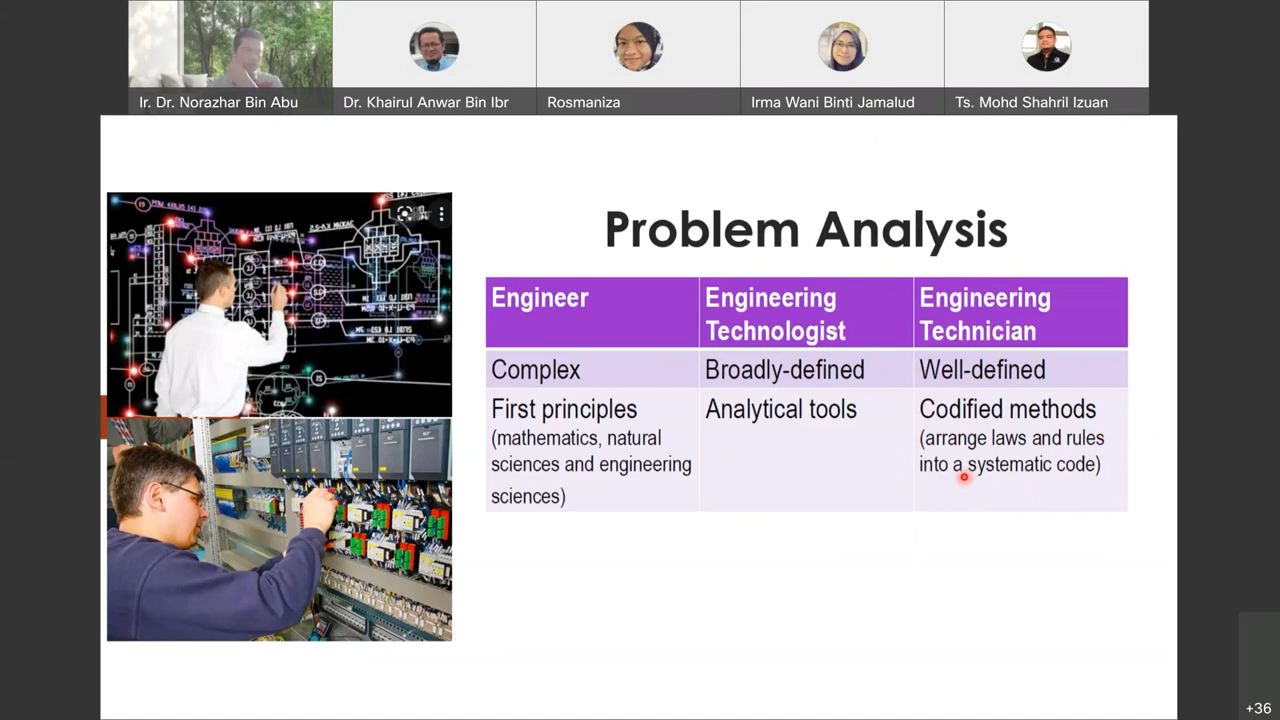 Ir. Dr. Norazhar Bin Abu
Dr. Khairul Anwar Bin Ibr
Rosmaniza
Irma Wani Binti Jamalud
Ts. Mohd Shahril Izuan
Problem Analysis
Engineer
Engineering
Technologist
Engineering
Technician
Complex
Broadly-defined
Well-defined
First principles
(mathematics, natural
sciences and engineering
sciences)
Analytical tools
Codified methods
(arrange laws and rules
into a systematic code)
+36